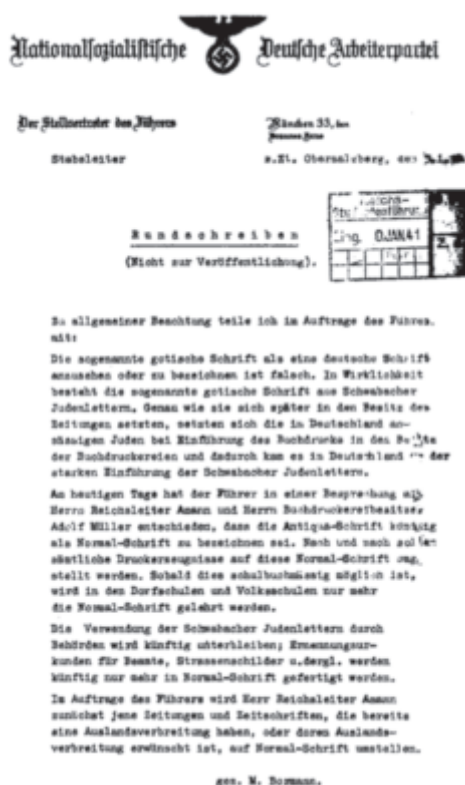 Nationalsozialistische Deutsche Arbeiterpartei
Der Stellvertreter des Führers
München 33, den
Stabsleiter
z.Zt. Obersalzberg, den
Eing. 0JAN41
Rundschreiben
(Nicht zur Veröffentlichung).
Zu allgemeiner Beachtung teile ich im Auftrage des Führers
mit:
Die sogenannte gotische Schrift als eine deutsche Schrift
anzusehen oder zu bezeichnen ist falsch. In Wirklichkeit
besteht die sogenannte gotische Schrift aus Schwabacher
Judenlettern. Genau wie sie sich später in den Besitz der
Zeitungen setzten, setzten sich die in Deutschland an-
sässigen Juden bei Einführung des Buchdrucks in den Besitz
der Buchdruckereien und dadurch kam es in Deutschland zu der
starken Einführung der Schwabacher Judenlettern.
Am heutigen Tage hat der Führer in einer Besprechung mit
Herrn Reichsleiter Amann und Herrn Buchdruckereibesitzer
Adolf Müller entschieden, dass die Antiqua-Schrift künftig
als Normal-Schrift zu bezeichnen sei. Nach und nach sollen
sämtliche Druckerzeugnisse auf diese Normal-Schrift umge-
stellt werden. Sobald dies schulbuchmässig möglich ist,
wird in den Dorfschulen und Volksschulen nur mehr
die Normal-Schrift gelehrt werden.
Die Verwendung der Schwabacher Judenlettern durch
Behörden wird künftig unterbleiben; Ernennungsur-
kunden für Beamte, Strassenschilder u.dergl. werden
künftig nur mehr in Normal-Schrift gefertigt werden.
Im Auftrage des Führers wird Herr Reichsleiter Amann
zunächst jene Zeitungen und Zeitschriften, die bereits
eine Auslandsverbreitung haben, oder deren Auslands-
verbreitung erwünscht ist, auf Normal-Schrift umstellen.
gez. M. Bormann.